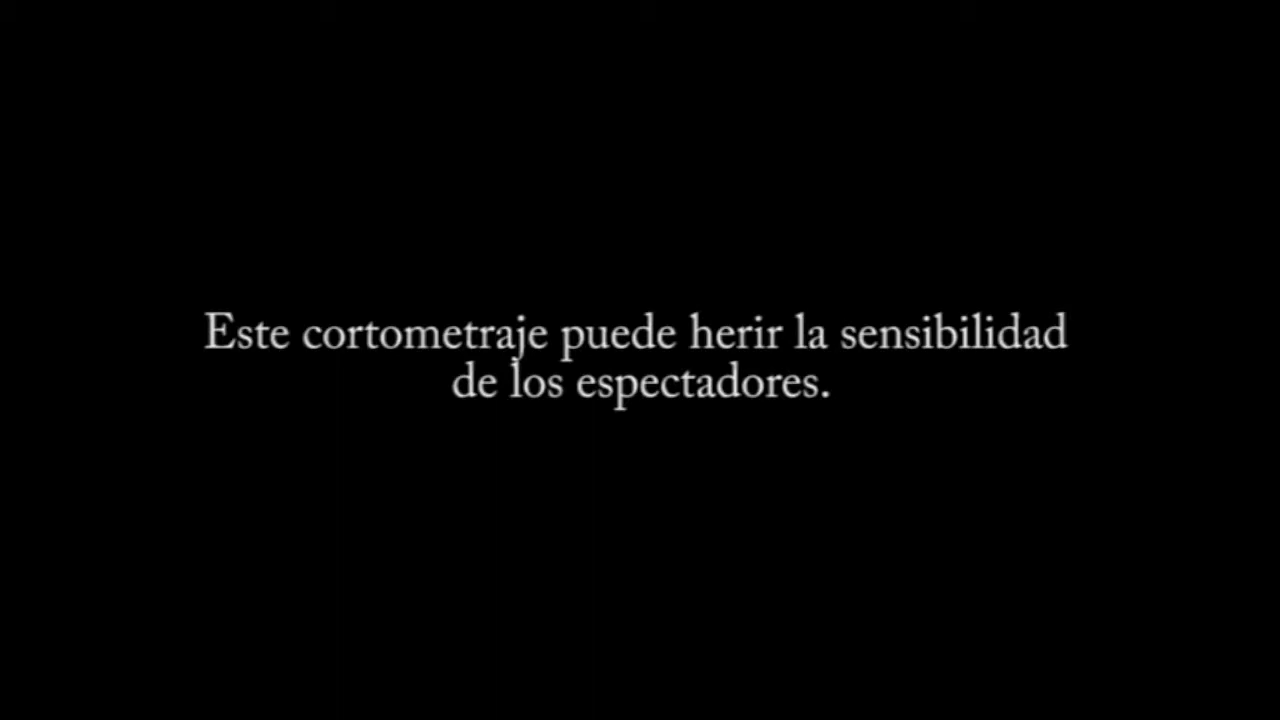 Este cortometraje puede herir la sensibilidad
de los espectadores.